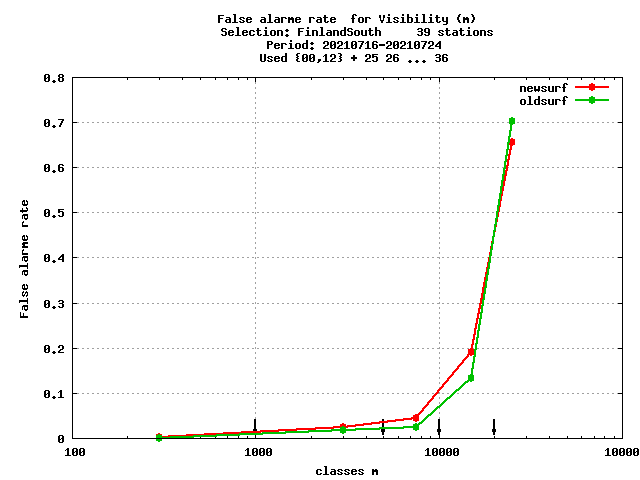 False alarme rate  for Visibility (m)
Selection: FinlandSouth     39 stations
Period: 20210716-20210724
Used {00,12} + 25 26 ... 36
newsurf
oldsurf
0.8
0.7
0.6
0.5
0.4
0.3
0.2
0.1
0
False alarme rate
100
1000
10000
10000
classes m